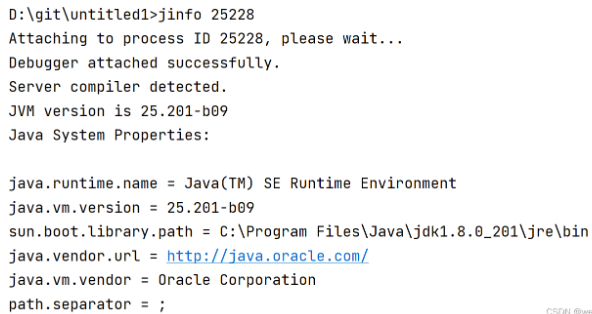 D:\git\untitled1>jinfo 25228
Attaching to process ID 25228, please wait...
Debugger attached successfully.
Server compiler detected.
JVM version is 25.201-b09
Java System Properties:
java.runtime.name = Java(TM) SE Runtime Environment
java.vm.version = 25.201-b09
sun.boot.library.path = C:\Program Files\Java\jdk1.8.0_201\jre\bin
java.vendor.url = http://java.oracle.com/
java.vm.vendor = Oracle Corporation
path.separator = ;
CSDN